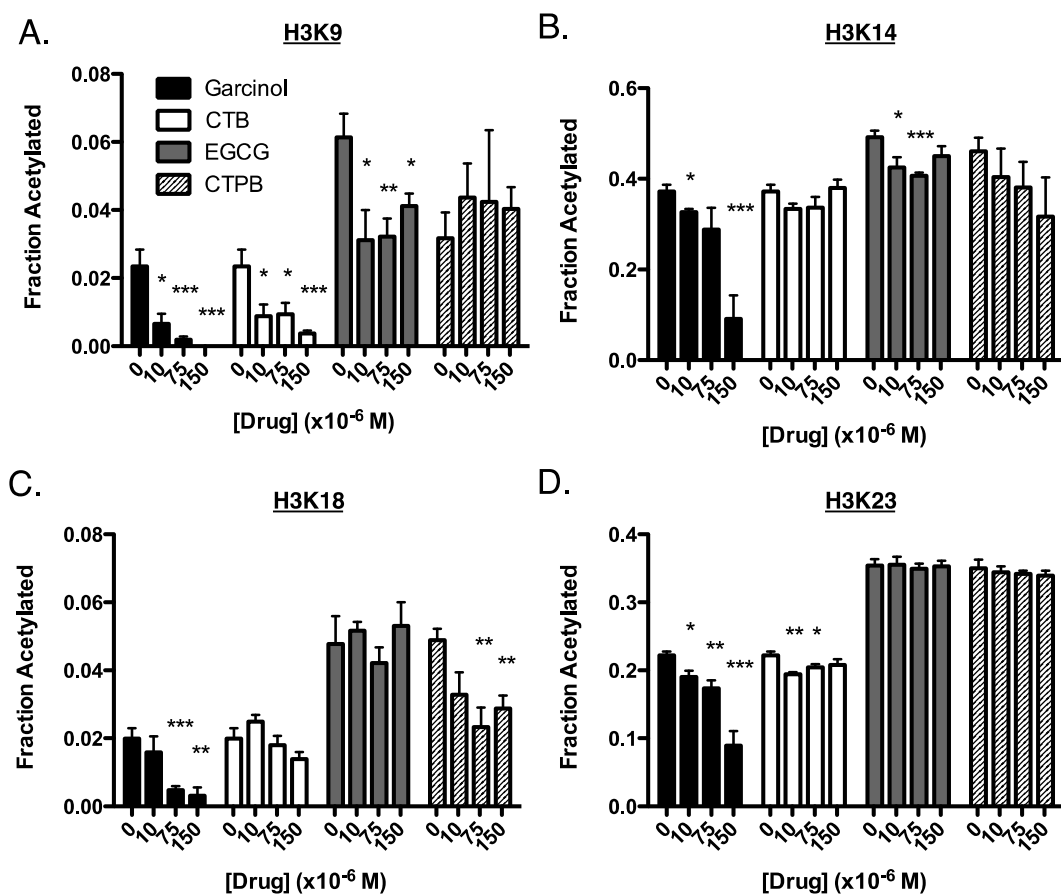 A.
H3K9
Fraction Acetylated
0.08
0.06
0.04
0.02
0.00
Garcinol
CTB
EGCG
CTPB
* *** ***
* * ***
* ** *
0 10 75 150 0 10 75 150 0 10 75 150 0 10 75 150
[Drug] (x10-6 M)
B.
H3K14
Fraction Acetylated
0.6
0.4
0.2
0.0
* ***
* ***
0 10 75 150 0 10 75 150 0 10 75 150 0 10 75 150
[Drug] (x10-6 M)
C.
H3K18
Fraction Acetylated
0.08
0.06
0.04
0.02
0.00
*** **
** **
0 10 75 150 0 10 75 150 0 10 75 150 0 10 75 150
[Drug] (x10-6 M)
D.
H3K23
Fraction Acetylated
0.4
0.3
0.2
0.1
0.0
* ** ***
** *
0 10 75 150 0 10 75 150 0 10 75 150 0 10 75 150
[Drug] (x10-6 M)